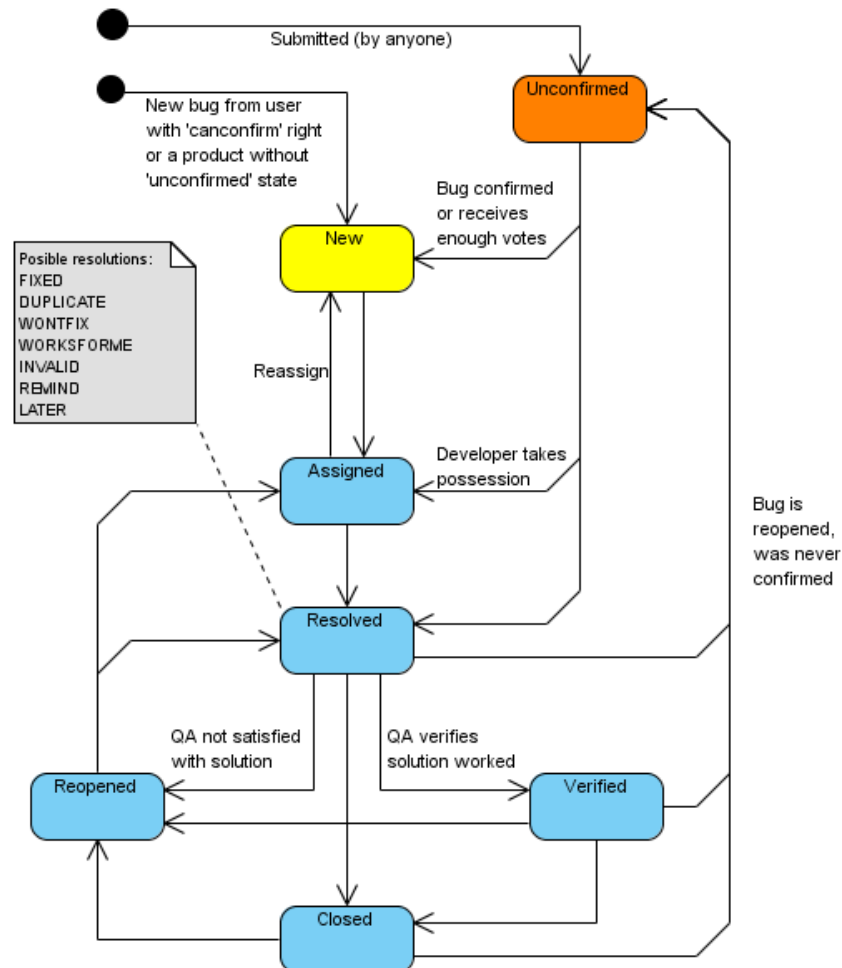 Submitted (by anyone)
Unconfirmed
New bug from user
with 'canconfirm' right
or a product without
'unconfirmed' state
Bug confirmed
or receives
enough votes
New
Posible resolutions:
FIXED
DUPLICATE
WONTFIX
WORKSFORME
INVALID
REMIND
LATER
Reassign
Assigned
Developer takes
possession
Bug is
reopened,
was never
confirmed
Resolved
QA not satisfied
with solution
QA verifies
solution worked
Reopened
Verified
Closed